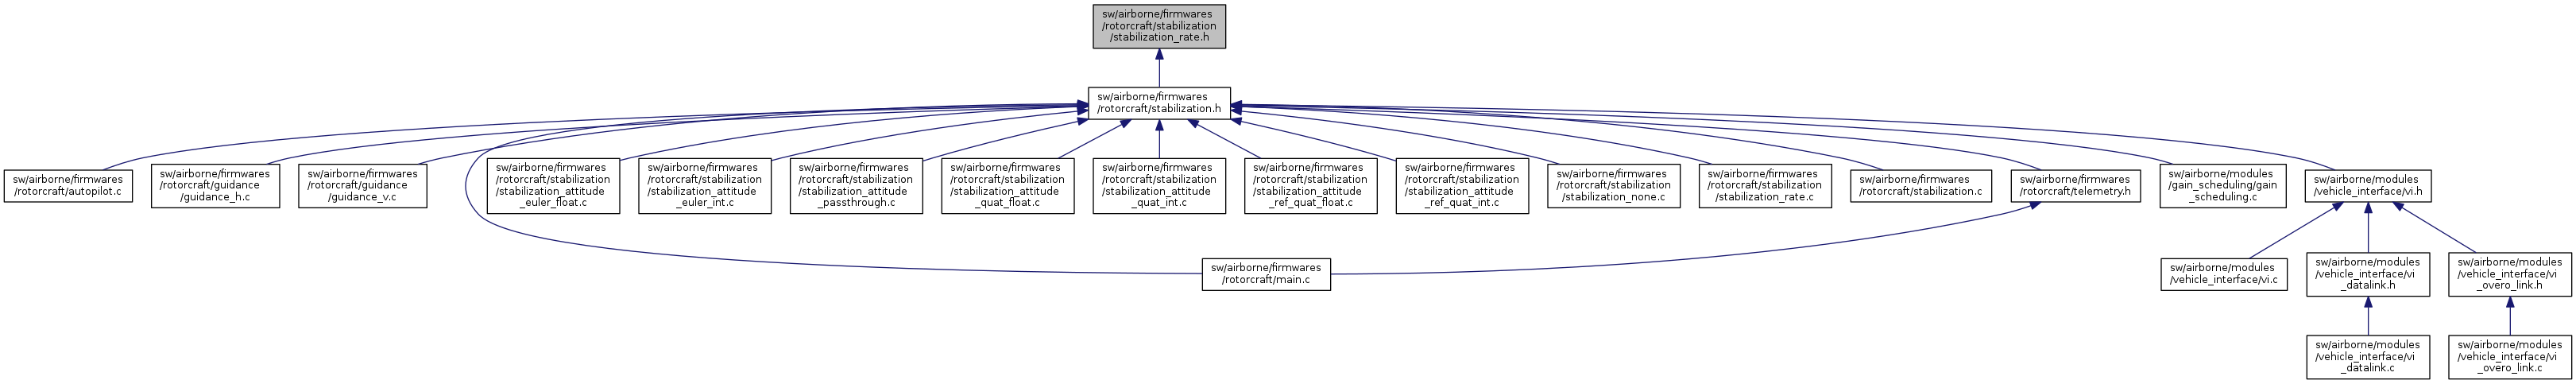 sw/airborne/firmwares
/rotorcraft/stabilization
/stabilization_rate.h
sw/airborne/firmwares
/rotorcraft/stabilization.h
sw/airborne/firmwares
/rotorcraft/autopilot.c
sw/airborne/firmwares
/rotorcraft/guidance
/guidance_h.c
sw/airborne/firmwares
/rotorcraft/guidance
/guidance_v.c
sw/airborne/firmwares
/rotorcraft/stabilization
/stabilization_attitude
_euler_float.c
sw/airborne/firmwares
/rotorcraft/stabilization
/stabilization_attitude
_euler_int.c
sw/airborne/firmwares
/rotorcraft/stabilization
/stabilization_attitude
_passthrough.c
sw/airborne/firmwares
/rotorcraft/stabilization
/stabilization_attitude
_quat_float.c
sw/airborne/firmwares
/rotorcraft/stabilization
/stabilization_attitude
_quat_int.c
sw/airborne/firmwares
/rotorcraft/stabilization
/stabilization_attitude
_ref_quat_float.c
sw/airborne/firmwares
/rotorcraft/stabilization
/stabilization_attitude
_ref_quat_int.c
sw/airborne/firmwares
/rotorcraft/stabilization
/stabilization_none.c
sw/airborne/firmwares
/rotorcraft/stabilization
/stabilization_rate.c
sw/airborne/firmwares
/rotorcraft/stabilization.c
sw/airborne/firmwares
/rotorcraft/telemetry.h
sw/airborne/modules
/gain_scheduling/gain
_scheduling.c
sw/airborne/modules
/vehicle_interface/vi.h
sw/airborne/firmwares
/rotorcraft/main.c
sw/airborne/modules
/vehicle_interface/vi.c
sw/airborne/modules
/vehicle_interface/vi
_datalink.h
sw/airborne/modules
/vehicle_interface/vi
_overo_link.h
sw/airborne/modules
/vehicle_interface/vi
_datalink.c
sw/airborne/modules
/vehicle_interface/vi
_overo_link.c